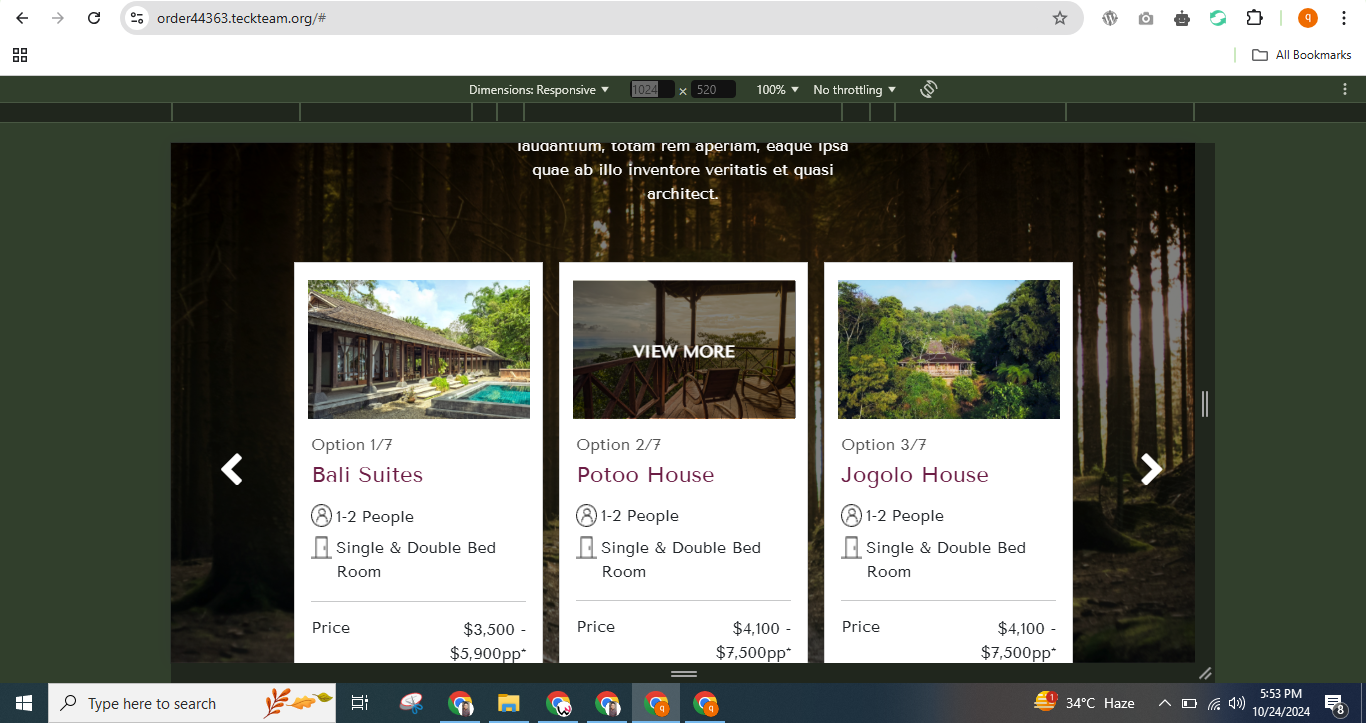 order44363.teckteam.org/#
q
All Bookmarks
Dimensions: Responsive
1024 × 520
100%
No throttling
laudantium, totam rem aperiam, eaque ipsa
quae ab illo inventore veritatis et quasi
architect.
VIEW MORE
Option 1/7
Bali Suites
1-2 People
Single & Double Bed
Room
Price
$3,500 -
$5,900pp*
Option 2/7
Potoo House
1-2 People
Single & Double Bed
Room
Price
$4,100 -
$7,500pp*
Option 3/7
Jogolo House
1-2 People
Single & Double Bed
Room
Price
$4,100 -
$7,500pp*
Type here to search
q
q
1
34°C Haze
5:53 PM
10/24/2024
8